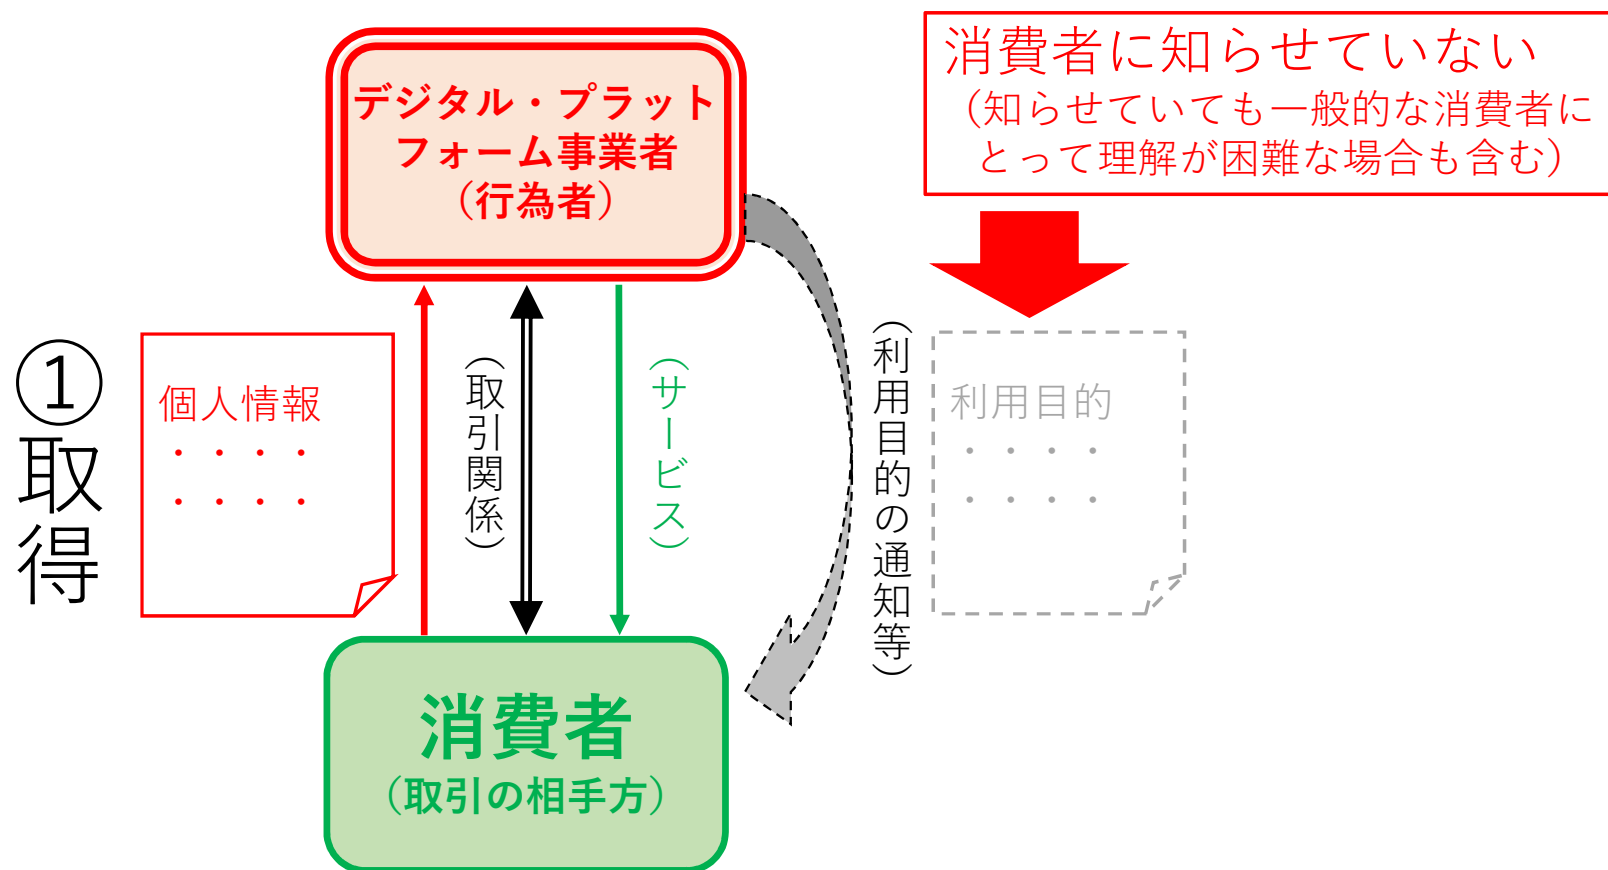 デジタル・プラット
フォーム事業者
（行為者）
消費者に知らせていない
（知らせていても一般的な消費者に
とって理解が困難な場合も含む）
①取得
個人情報
・・・・
・・・・
（取引関係）
（サービス）
（利用目的の通知等）
利用目的
・・・・
・・・・
消費者
（取引の相手方）